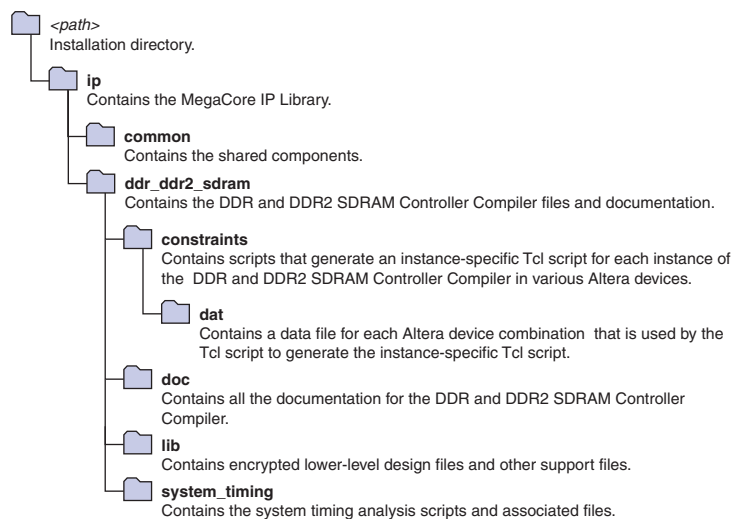 <path>
Installation directory.
ip
Contains the MegaCore IP Library.
common
Contains the shared components.
ddr_ddr2_sdram
Contains the DDR and DDR2 SDRAM Controller Compiler files and documentation.
constraints
Contains scripts that generate an instance-specific Tcl script for each instance of
the DDR and DDR2 SDRAM Controller Compiler in various Altera devices.
dat
Contains a data file for each Altera device combination that is used by the
Tcl script to generate the instance-specific Tcl script.
doc
Contains all the documentation for the DDR and DDR2 SDRAM Controller
Compiler.
lib
Contains encrypted lower-level design files and other support files.
system_timing
Contains the system timing analysis scripts and associated files.